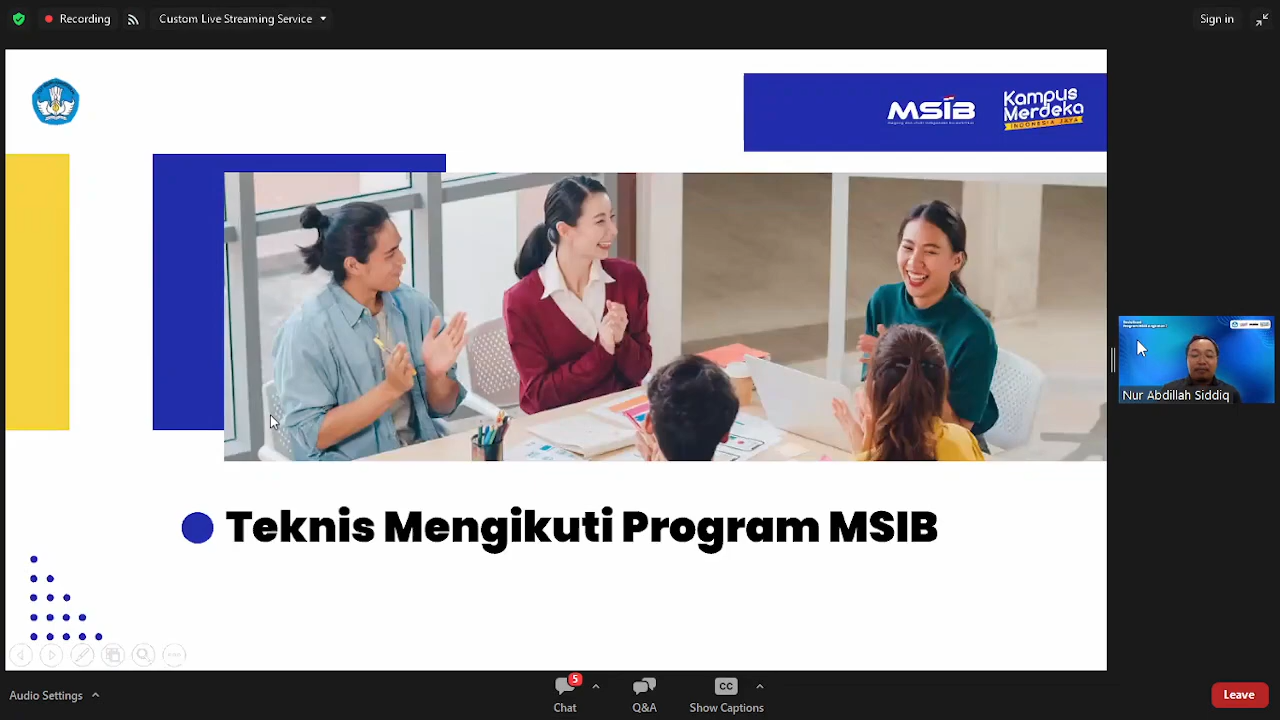 Recording
Custom Live Streaming Service
Sign in
MSIB
Kampus
Merdeka
INDONESIA JAYA
Nur Abdillah Siddiq
Teknis Mengikuti Program MSIB
Audio Settings
5
Chat
Q&A
CC
Show Captions
Leave